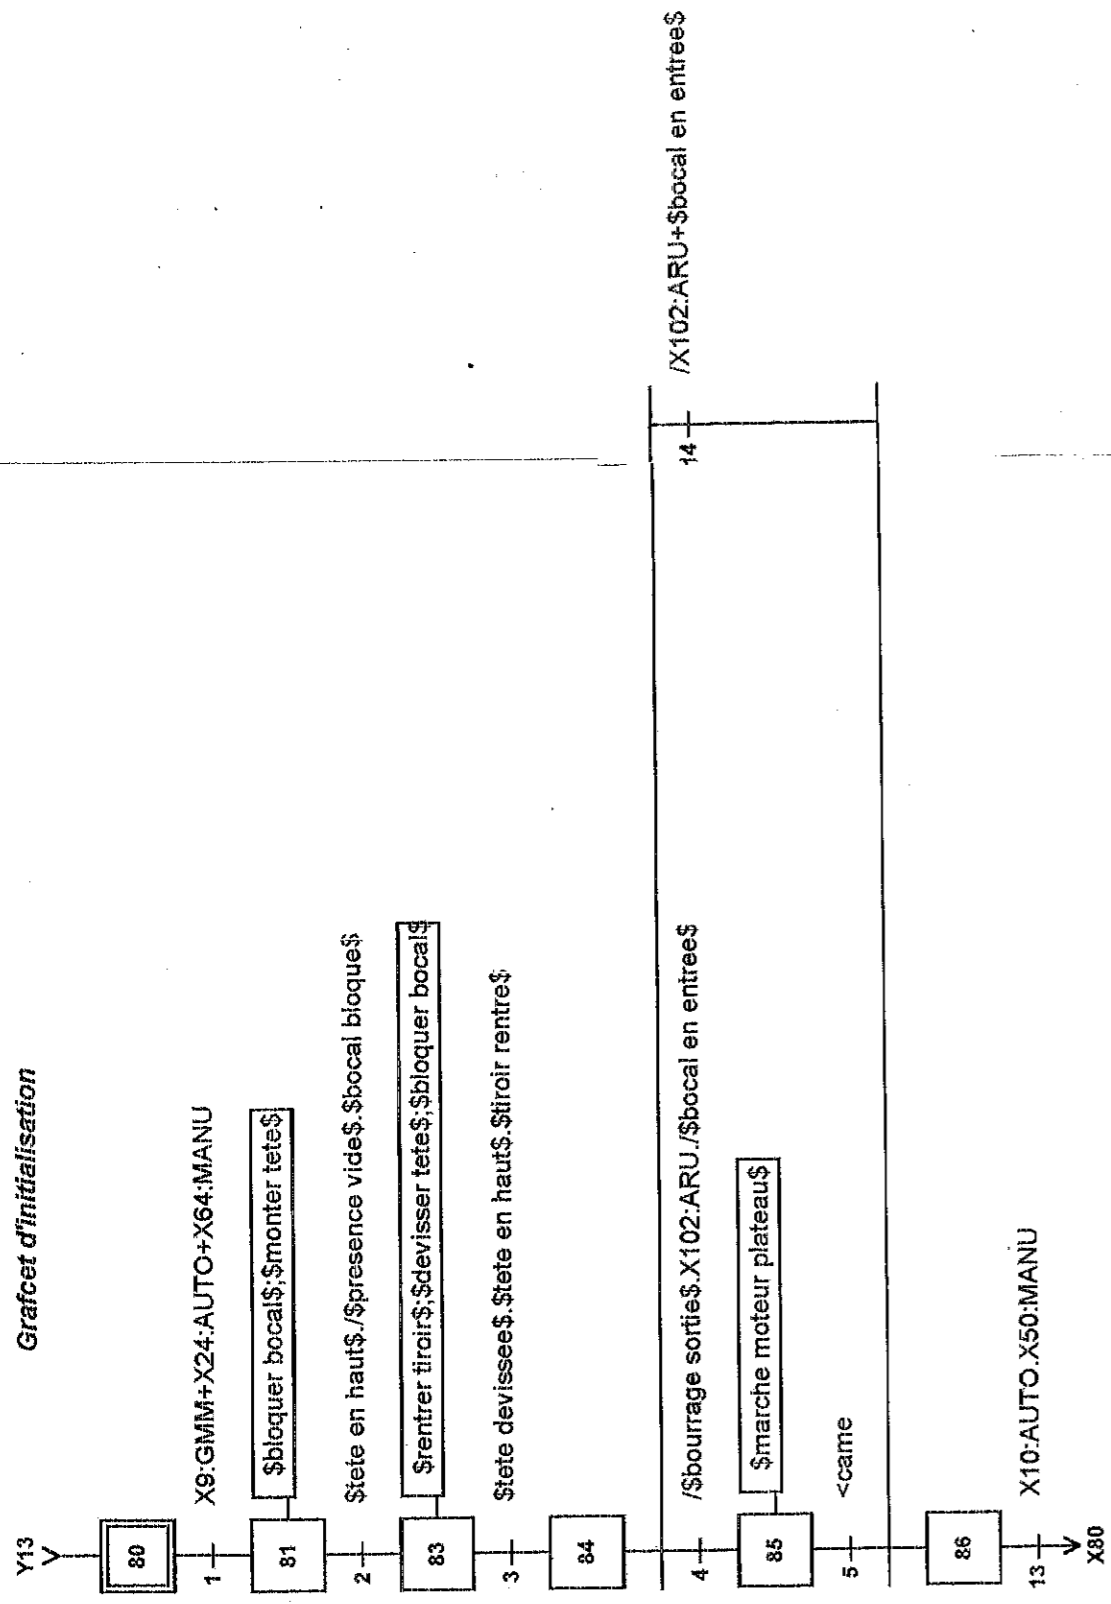 Grafcet d'initialisation
Y13
80
1
X9:GMM+X24:AUTO+X64:MANU
81
$bloquer bocal$;$monter tete$
2
$tete en haut$./$presence vide$.$bocal bloque$
83
$rentrer tiroir$;$devisser tete$;$bloquer bocal$
3
$tete devissee$.$tete en haut$.$tiroir rentre$
84
4
/$bourrage sortie$.X102:ARU./$bocal en entree$
14
/X102:ARU+$bocal en entree$
85
$marche moteur plateau$
5
<came
86
13
X10:AUTO.X50:MANU
X80